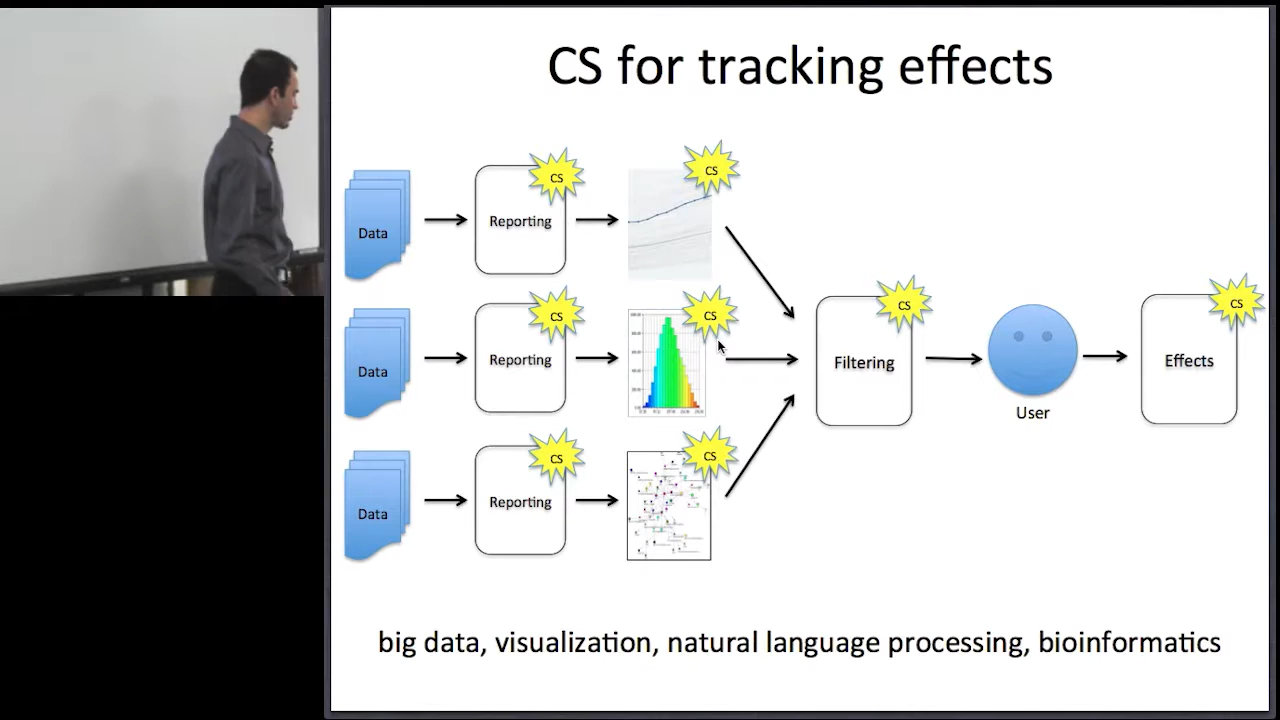 CS for tracking effects
Data
Reporting
CS
CS
Data
Reporting
CS
CS
Data
Reporting
CS
CS
Filtering
CS
User
Effects
CS
big data, visualization, natural language processing, bioinformatics